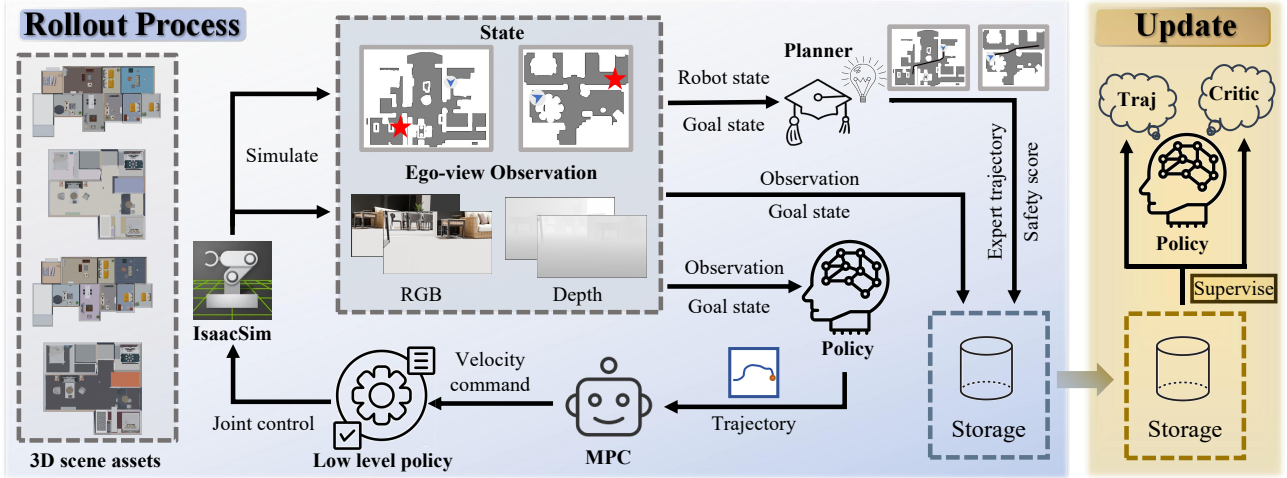 Rollout Process
State
Planner
Update
Robot state
Goal state
Traj
Critic
Simulate
Ego-view Observation
Observation
Goal state
Expert trajectory
Safety score
Policy
RGB
Depth
Observation
Goal state
Supervise
IsaacSim
Policy
Velocity
command
Joint control
Trajectory
Storage
Storage
3D scene assets
Low level policy
MPC